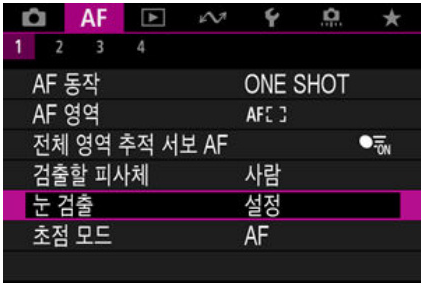 AF
1 2 3 4
AF 동작 ONE SHOT
AF 영역 AF[ ]
전체 영역 추적 서보 AF ON
검출할 피사체 사람
눈 검출 설정
초점 모드 AF